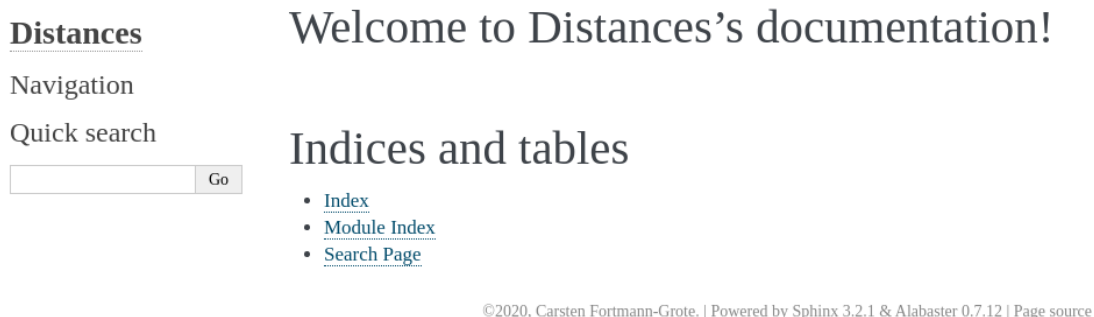 Distances
Navigation
Quick search
Go
Welcome to Distances’s documentation!
Indices and tables
Index
Module Index
Search Page
©2020, Carsten Fortmann-Grote. | Powered by Sphinx 3.2.1 & Alabaster 0.7.12 | Page source